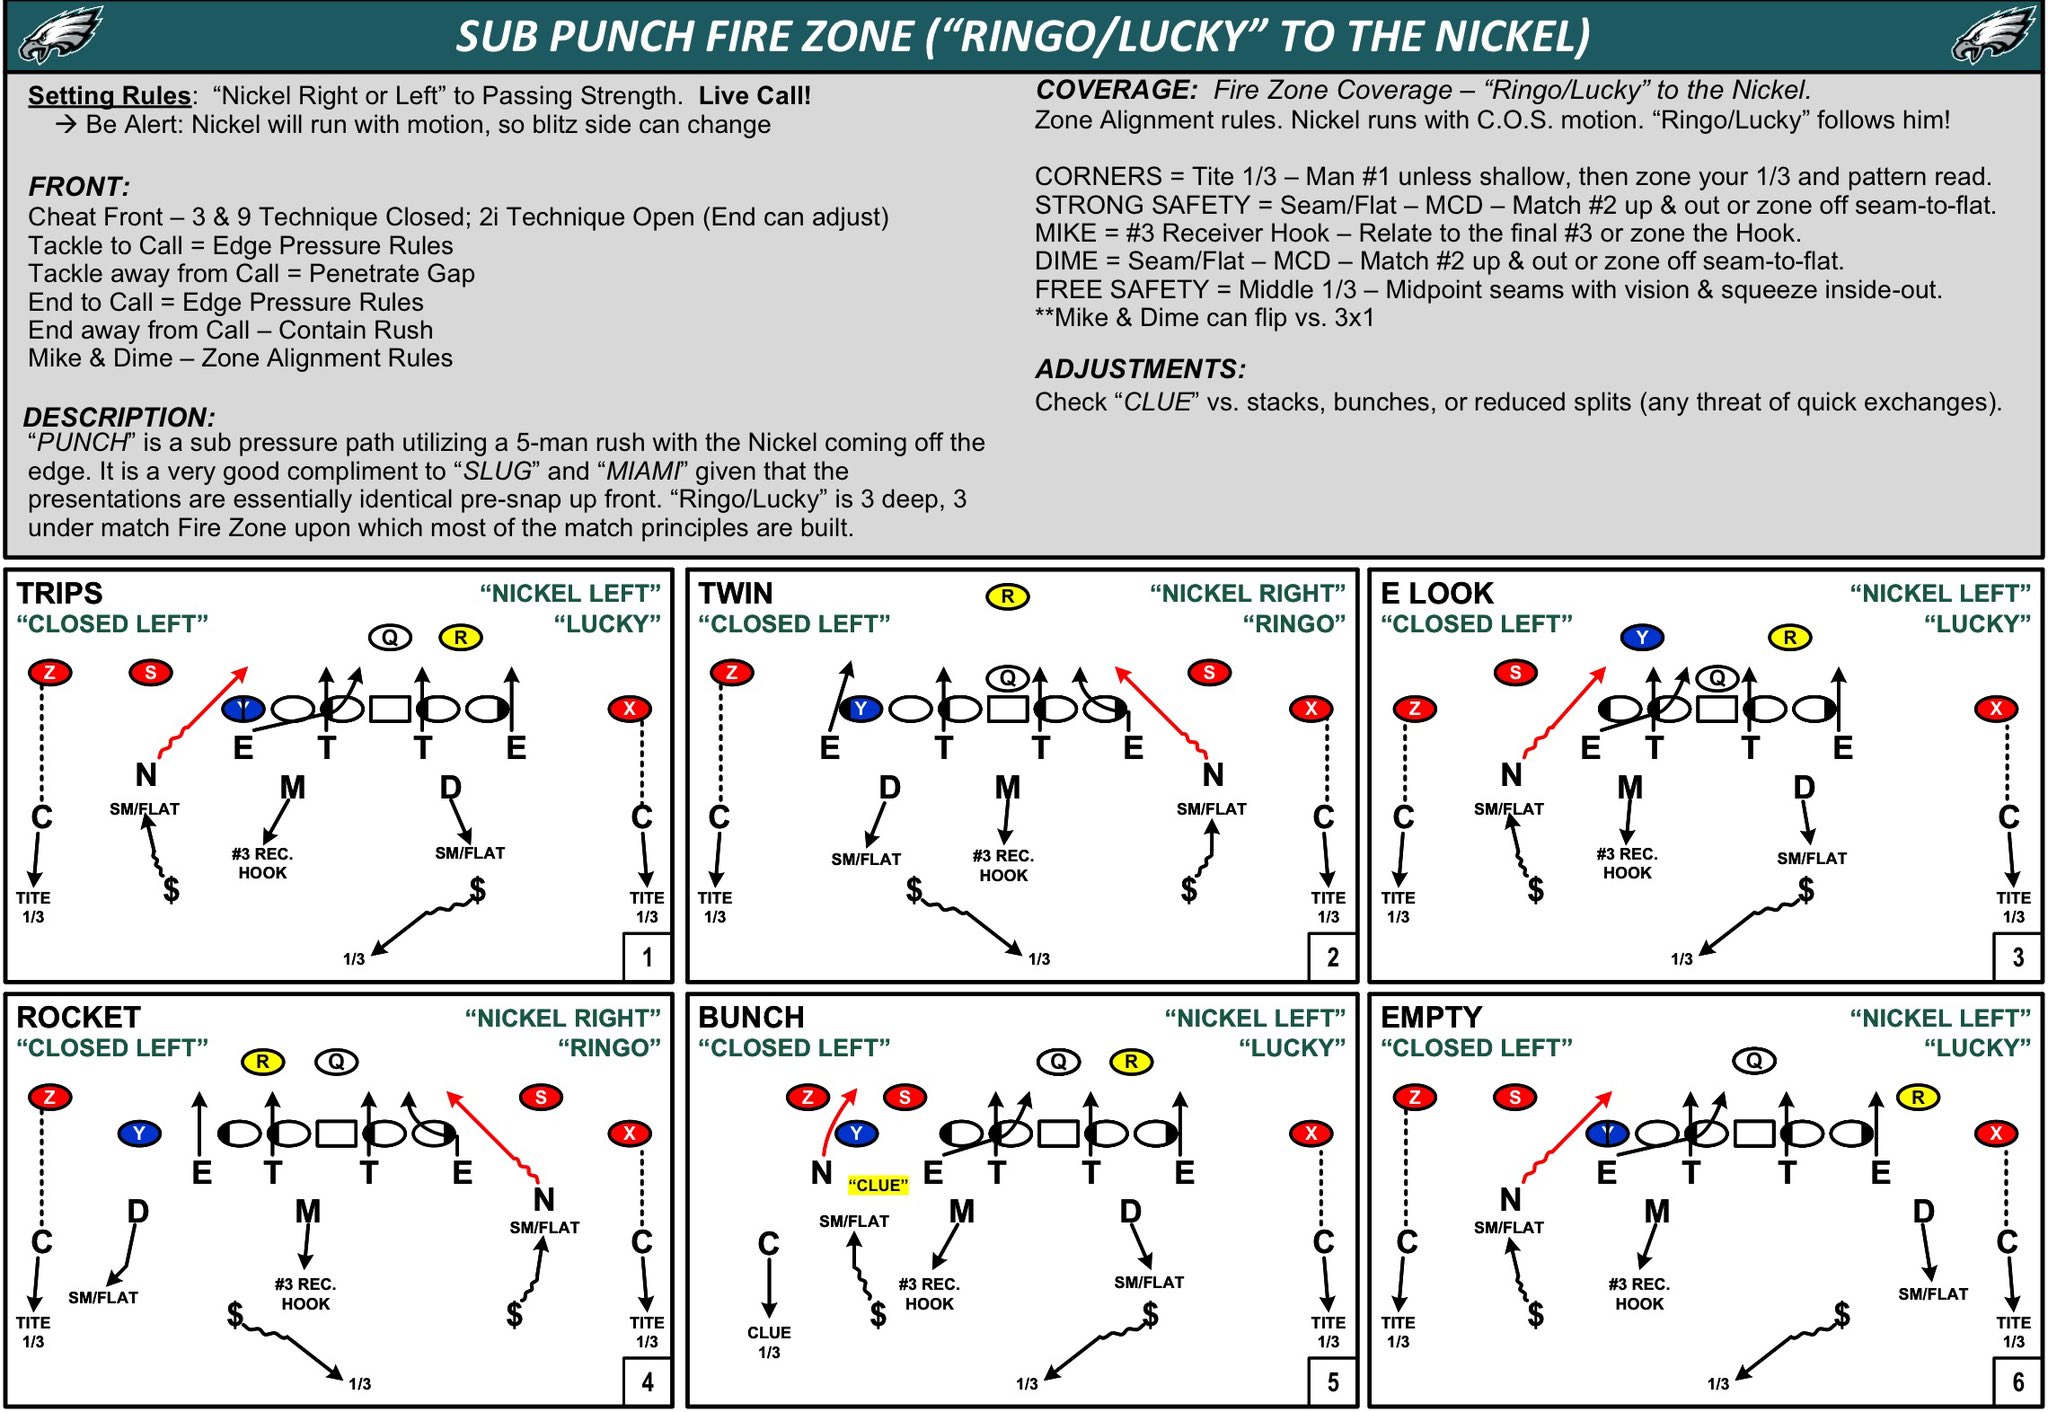 SUB PUNCH FIRE ZONE (“RINGO/LUCKY” TO THE NICKEL)
Setting Rules:  “Nickel Right or Left” to Passing Strength.  Live Call!
→ Be Alert: Nickel will run with motion, so blitz side can change
FRONT:
Cheat Front – 3 & 9 Technique Closed; 2i Technique Open (End can adjust)
Tackle to Call = Edge Pressure Rules
Tackle away from Call = Penetrate Gap
End to Call = Edge Pressure Rules
End away from Call – Contain Rush
Mike & Dime – Zone Alignment Rules
DESCRIPTION:
“PUNCH” is a sub pressure path utilizing a 5-man rush with the Nickel coming off the
edge. It is a very good compliment to “SLUG” and “MIAMI” given that the
presentations are essentially identical pre-snap up front. “Ringo/Lucky” is 3 deep, 3
under match Fire Zone upon which most of the match principles are built.
COVERAGE:  Fire Zone Coverage – “Ringo/Lucky” to the Nickel.
Zone Alignment rules. Nickel runs with C.O.S. motion. “Ringo/Lucky” follows him!
CORNERS = Tite 1/3 – Man #1 unless shallow, then zone your 1/3 and pattern read.
STRONG SAFETY = Seam/Flat – MCD – Match #2 up & out or zone off seam-to-flat.
MIKE = #3 Receiver Hook – Relate to the final #3 or zone the Hook.
DIME = Seam/Flat – MCD – Match #2 up & out or zone off seam-to-flat.
FREE SAFETY = Middle 1/3 – Midpoint seams with vision & squeeze inside-out.
**Mike & Dime can flip vs. 3x1
ADJUSTMENTS:
Check “CLUE” vs. stacks, bunches, or reduced splits (any threat of quick exchanges).
TRIPS “NICKEL LEFT”
“CLOSED LEFT” “LUCKY”
Q R
Z S
Y X
E T T E
N M D
SM/FLAT
C C
#3 REC. SM/FLAT
HOOK
$ $
TITE TITE
1/3 1/3
1/3
1
TWIN “NICKEL RIGHT”
“CLOSED LEFT” “RINGO”
R
Z Q S
Y X
E T T E
N
D M
SM/FLAT
C C
SM/FLAT #3 REC.
HOOK
$ $
TITE TITE
1/3 1/3
1/3
2
E LOOK “NICKEL LEFT”
“CLOSED LEFT” “LUCKY”
Y R
S Q
Z X
E T T E
N M D
SM/FLAT
C C
#3 REC. SM/FLAT
HOOK
$ $
TITE TITE
1/3 1/3
1/3
3
ROCKET “NICKEL RIGHT”
“CLOSED LEFT” “RINGO”
R Q
Z S
Y X
E T T E
N
D M
SM/FLAT
C C
SM/FLAT #3 REC.
HOOK
$ $
TITE TITE
1/3 1/3
1/3
4
BUNCH “NICKEL LEFT”
“CLOSED LEFT” “LUCKY”
Q R
Z S
Y X
N E T T E
“CLUE”
M D
SM/FLAT
C C
#3 REC. SM/FLAT
HOOK
$ $
CLUE TITE
1/3 1/3
1/3
5
EMPTY “NICKEL LEFT”
“CLOSED LEFT” “LUCKY”
Q
Z S R
Y X
E T T E
N M D
SM/FLAT
C C
#3 REC. SM/FLAT
HOOK
$ $
TITE TITE
1/3 1/3
1/3
6